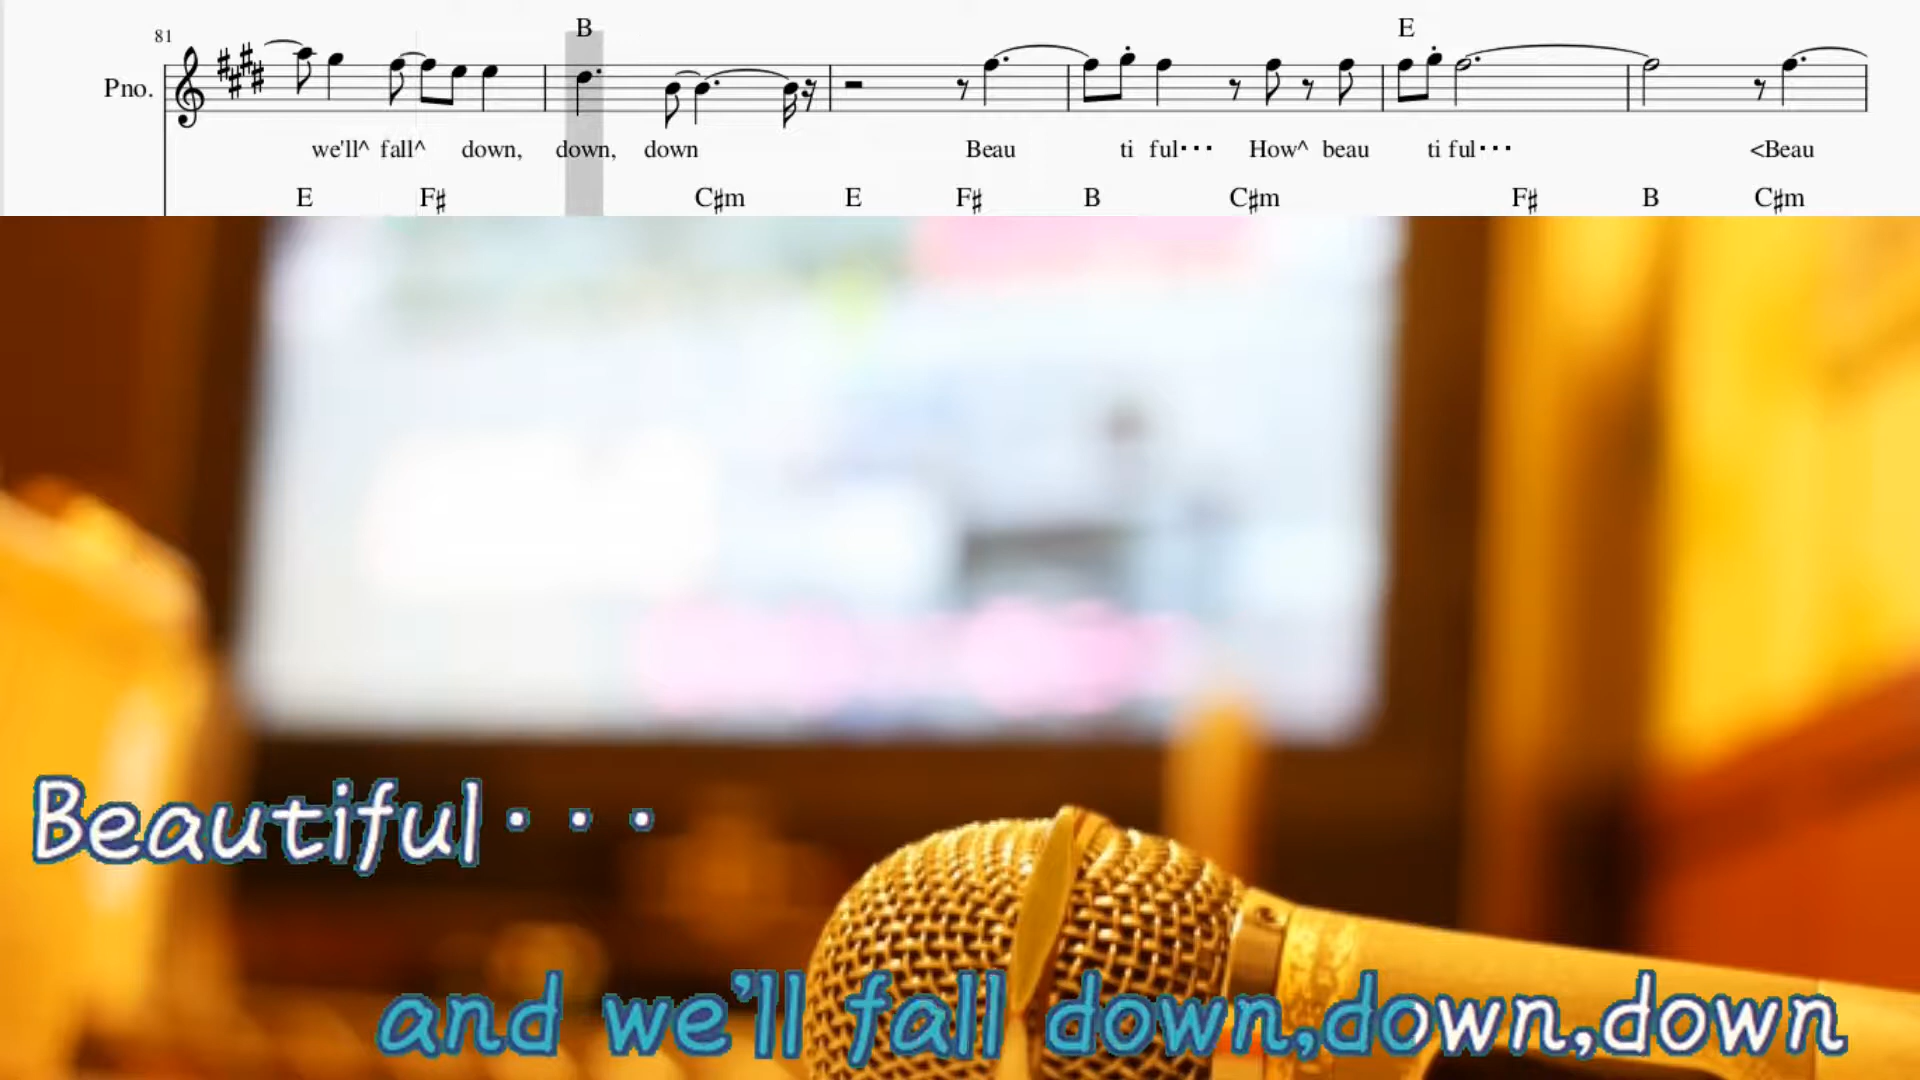 B E
81
Pno.
we'll^ fall^ down, down, down Beau ti ful・・・ How^ beau ti ful・・・ <Beau
E F♯ C♯m E F♯ B C♯m F♯ B C♯m
Beautiful・・・
and we'll fall down,down,down